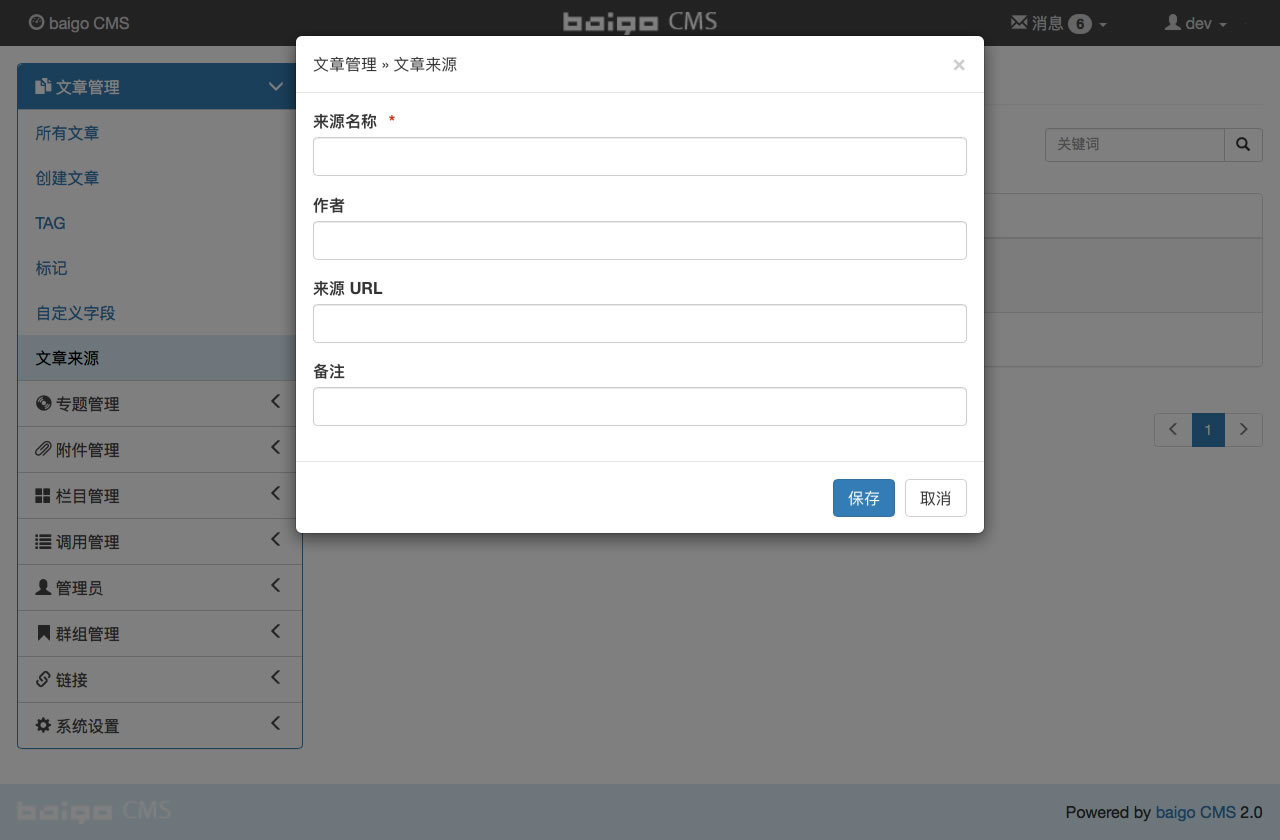 baigo CMS
baigo CMS
消息 6
dev
文章管理 » 文章来源
×
来源名称 *
作者
来源 URL
备注
保存
取消
文章管理
所有文章
创建文章
TAG
标记
自定义字段
文章来源
专题管理
附件管理
栏目管理
调用管理
管理员
群组管理
链接
系统设置
关键词
1
baigo CMS
Powered by baigo CMS 2.0